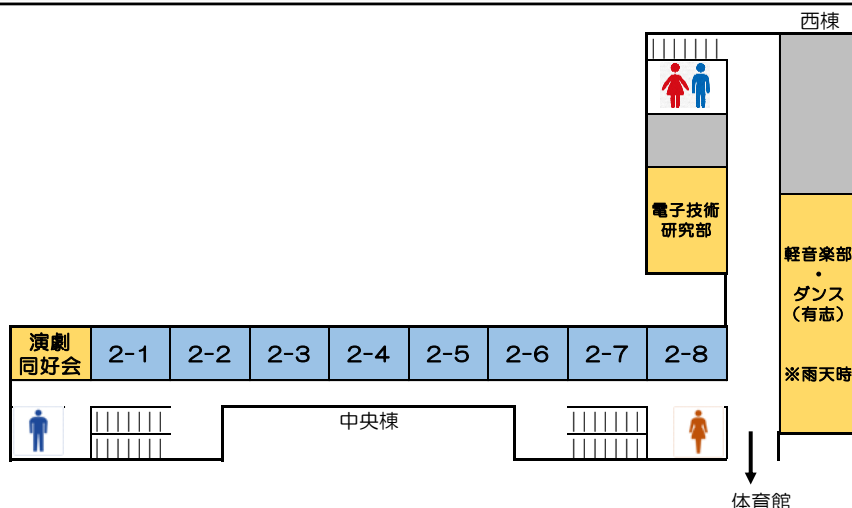 西棟
電子技術
研究部
軽音楽部
・
ダンス
（有志）
※雨天時
演劇
同好会
2-1
2-2
2-3
2-4
2-5
2-6
2-7
2-8
中央棟
体育館